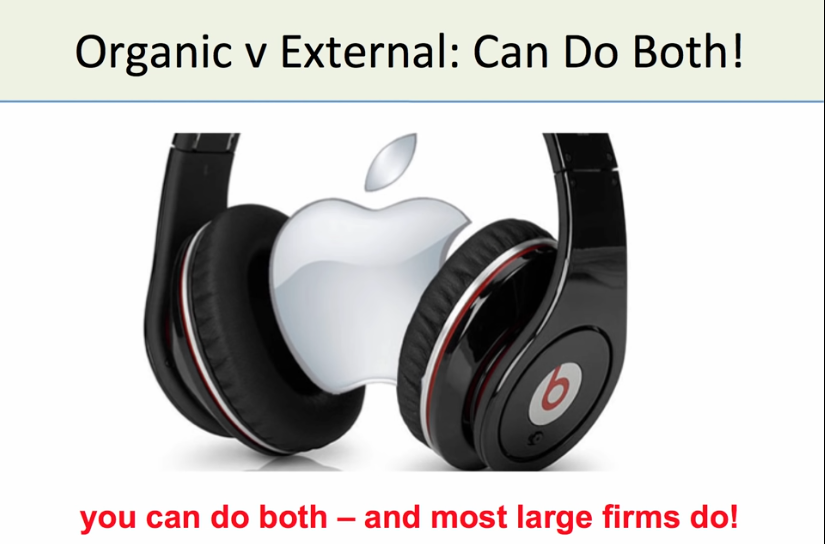 Organic v External: Can Do Both!
b
you can do both – and most large firms do!